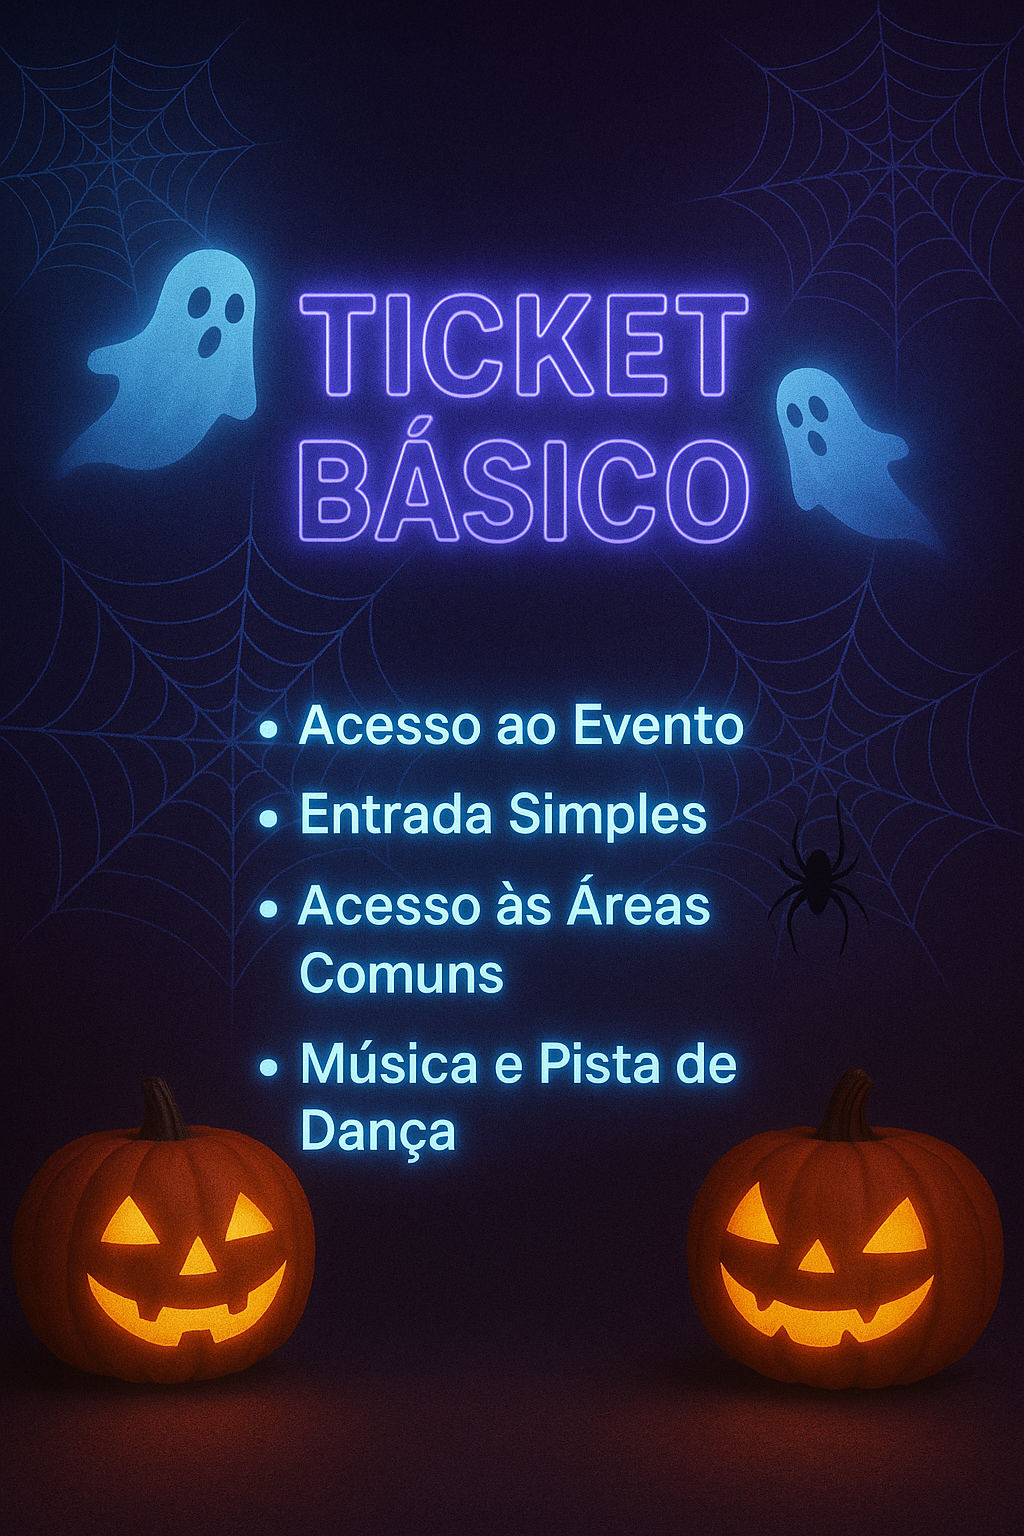 TICKET
BÁSICO
• Acesso ao Evento
• Entrada Simples
• Acesso às Áreas
Comuns
• Música e Pista de
Dança